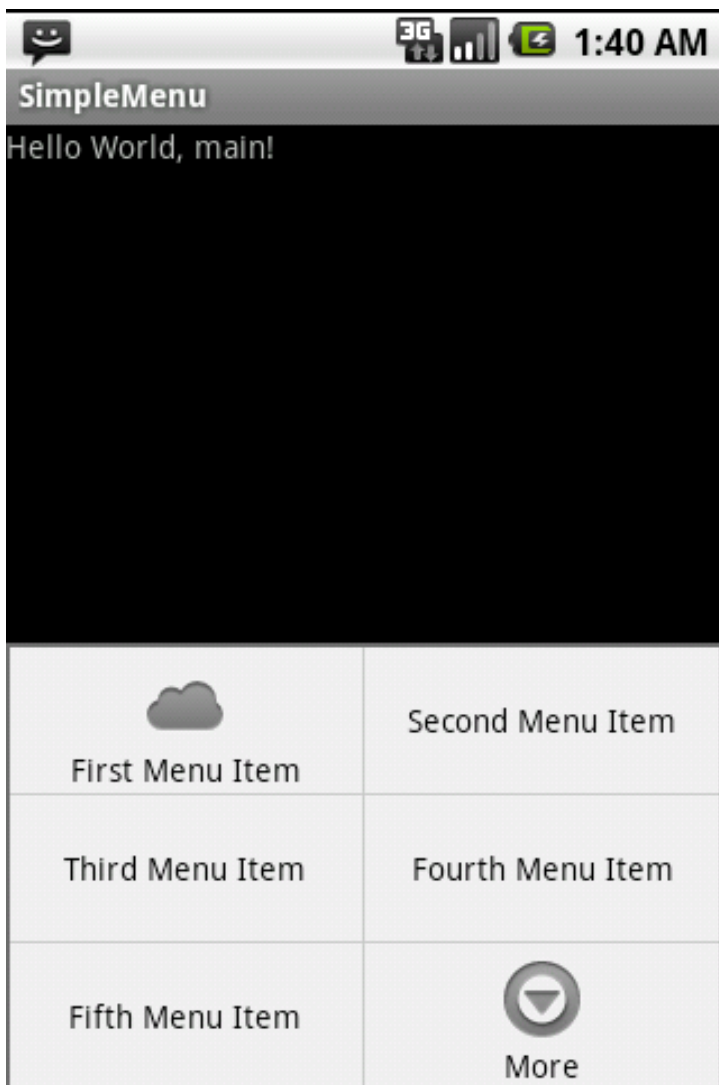 3G 1:40 AM
SimpleMenu
Hello World, main!
First Menu Item
Second Menu Item
Third Menu Item
Fourth Menu Item
Fifth Menu Item
More